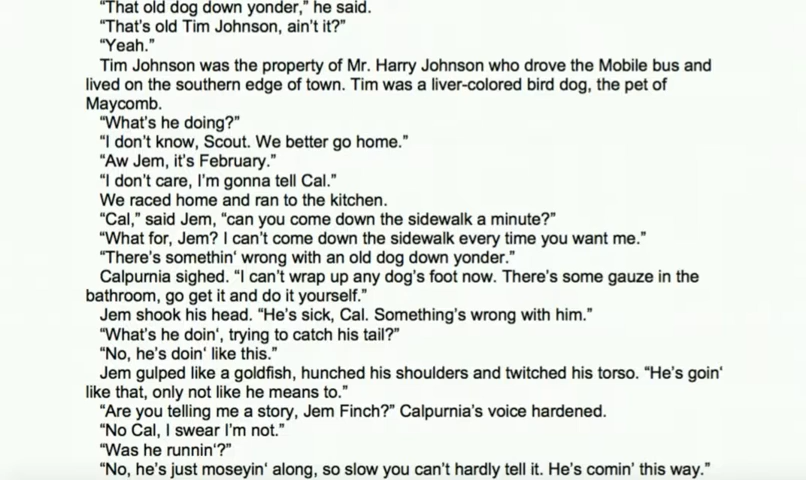 “That old dog down yonder,” he said.
“That’s old Tim Johnson, ain’t it?”
“Yeah.”
Tim Johnson was the property of Mr. Harry Johnson who drove the Mobile bus and
lived on the southern edge of town. Tim was a liver-colored bird dog, the pet of
Maycomb.
“What’s he doing?”
“I don’t know, Scout. We better go home.”
“Aw Jem, it’s February.”
“I don’t care, I’m gonna tell Cal.”
We raced home and ran to the kitchen.
“Cal,” said Jem, “can you come down the sidewalk a minute?”
“What for, Jem? I can’t come down the sidewalk every time you want me.”
“There’s somethin‘ wrong with an old dog down yonder.”
Calpurnia sighed. “I can’t wrap up any dog’s foot now. There’s some gauze in the
bathroom, go get it and do it yourself.”
Jem shook his head. “He’s sick, Cal. Something’s wrong with him.”
“What’s he doin‘, trying to catch his tail?”
“No, he’s doin‘ like this.”
Jem gulped like a goldfish, hunched his shoulders and twitched his torso. “He’s goin‘
like that, only not like he means to.”
“Are you telling me a story, Jem Finch?” Calpurnia’s voice hardened.
“No Cal, I swear I’m not.”
“Was he runnin‘?”
“No, he’s just moseyin‘ along, so slow you can’t hardly tell it. He’s comin’ this way.”